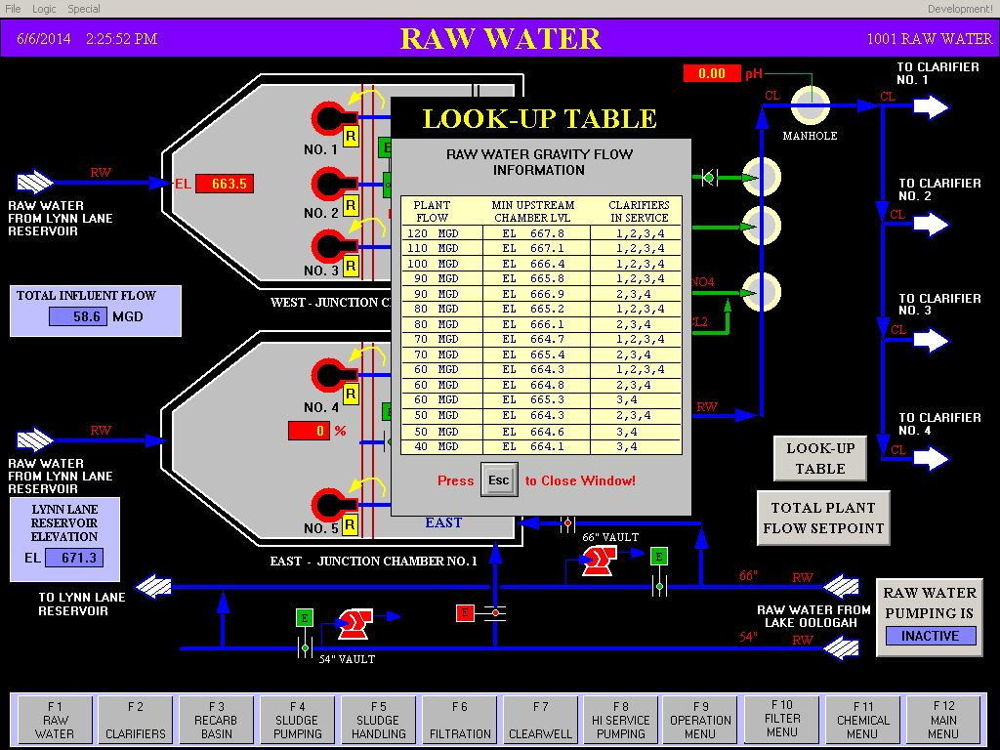 File Logic Special Development!
6/6/2014 2:25:52 PM RAW WATER 1001 RAW WATER
0.00 pH
TO CLARIFIER
NO. 1
CL CL
MANHOLE
LOOK-UP TABLE
RAW WATER GRAVITY FLOW
INFORMATION
PLANT FLOW MIN UPSTREAM CHAMBER LVL CLARIFIERS IN SERVICE
120 MGD EL 667.8 1,2,3,4
110 MGD EL 667.1 1,2,3,4
100 MGD EL 666.4 1,2,3,4
90 MGD EL 665.8 1,2,3,4
90 MGD EL 666.9 2,3,4
80 MGD EL 665.2 1,2,3,4
80 MGD EL 666.1 2,3,4
70 MGD EL 664.7 1,2,3,4
70 MGD EL 665.4 2,3,4
60 MGD EL 664.3 1,2,3,4
60 MGD EL 664.8 2,3,4
60 MGD EL 665.3 3,4
50 MGD EL 664.3 2,3,4
50 MGD EL 664.6 3,4
40 MGD EL 664.1 3,4
Press Esc to Close Window!
R
NO. 1
E
RW
EL 663.5
NO. 2
R
RAW WATER
FROM LYNN LANE
RESERVOIR
NO. 3
R
WEST - JUNCTION C
TOTAL INFLUENT FLOW
58.6 MGD
TO CLARIFIER
NO. 2
CL
NO4
CL2
TO CLARIFIER
NO. 3
CL
RW
TO CLARIFIER
NO. 4
CL
R
NO. 4
0 %
E
RW
RAW WATER
FROM LYNN LANE
RESERVOIR
LOOK-UP
TABLE
TOTAL PLANT
FLOW SETPOINT
LYNN LANE
RESERVOIR
ELEVATION
EL 671.3
NO. 5
R
EAST
EAST - JUNCTION CHAMBER NO. 1
66" VAULT
E
66" RW
TO LYNN LANE
RESERVOIR
RAW WATER FROM
LAKE OOLOGAH
E
E
54" VAULT
54" RW
RAW WATER
PUMPING IS
INACTIVE
F 1
RAW
WATER
F 2
CLARIFIERS
F 3
RECARB
BASIN
F 4
SLUDGE
PUMPING
F 5
SLUDGE
HANDLING
F 6
FILTRATION
F 7
CLEARWELL
F 8
HI SERVICE
PUMPING
F 9
OPERATION
MENU
F 10
FILTER
MENU
F 11
CHEMICAL
MENU
F 12
MAIN
MENU